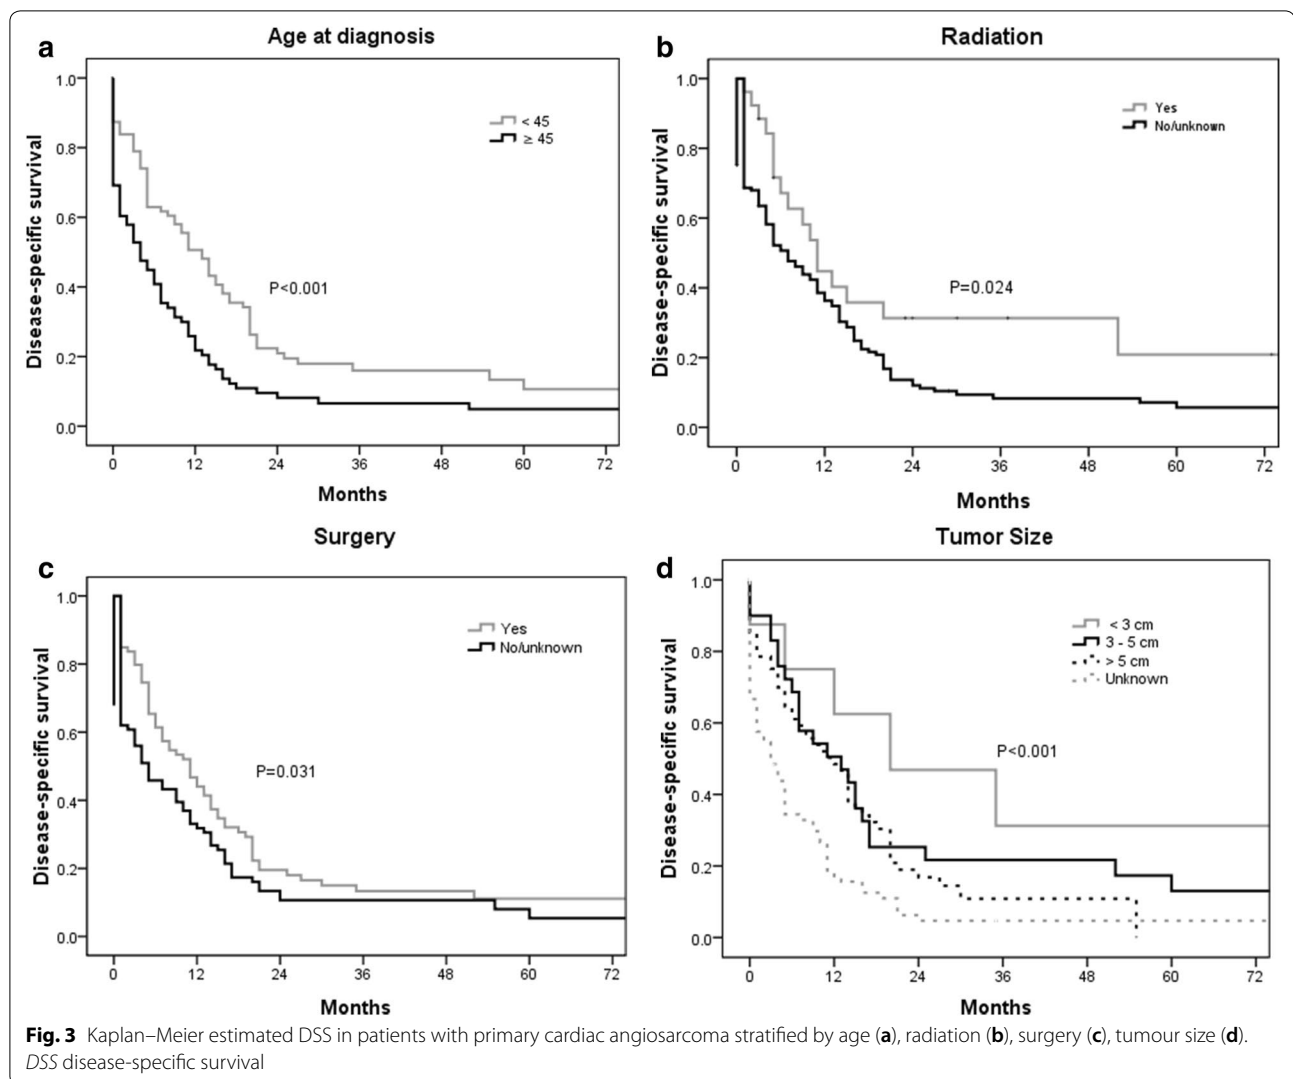 a
Age at diagnosis
Disease-specific survival
1.0
0.8
0.6
0.4
0.2
0.0
< 45
≥ 45
P<0.001
0 12 24 36 48 60 72
Months
b
Radiation
Disease-specific survival
1.0
0.8
0.6
0.4
0.2
0.0
Yes
No/unknown
P=0.024
0 12 24 36 48 60 72
Months
c
Surgery
Disease-specific survival
1.0
0.8
0.6
0.4
0.2
0.0
Yes
No/unknown
P=0.031
0 12 24 36 48 60 72
Months
d
Tumor Size
Disease-specific survival
1.0
0.8
0.6
0.4
0.2
0.0
< 3 cm
3 - 5 cm
> 5 cm
Unknown
P<0.001
0 12 24 36 48 60 72
Months
Fig. 3 Kaplan–Meier estimated DSS in patients with primary cardiac angiosarcoma stratified by age (a), radiation (b), surgery (c), tumour size (d).
DSS disease-specific survival